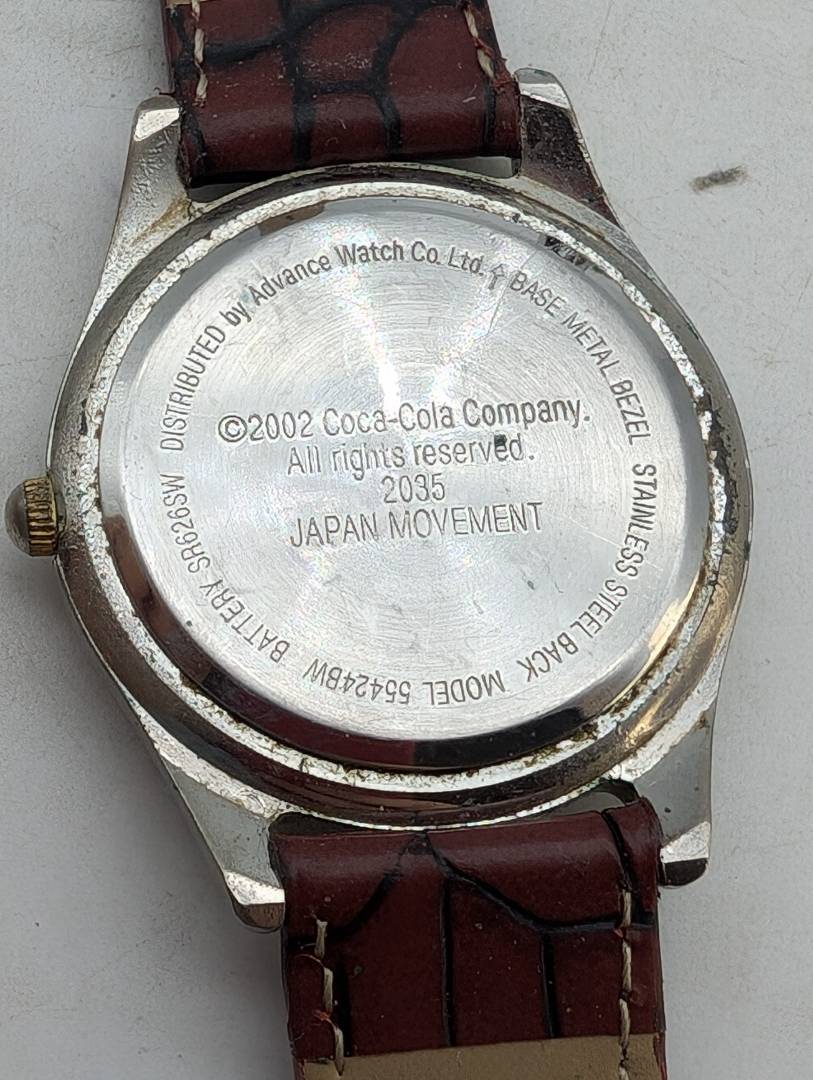 DISTRIBUTED by Advance Watch Co. Ltd. ↑ BASE METAL BEZEL STAINLESS STEEL BACK MODEL 55424BW BATTERY SR626SW
©2002 Coca-Cola Company.
All rights reserved.
2035
JAPAN MOVEMENT